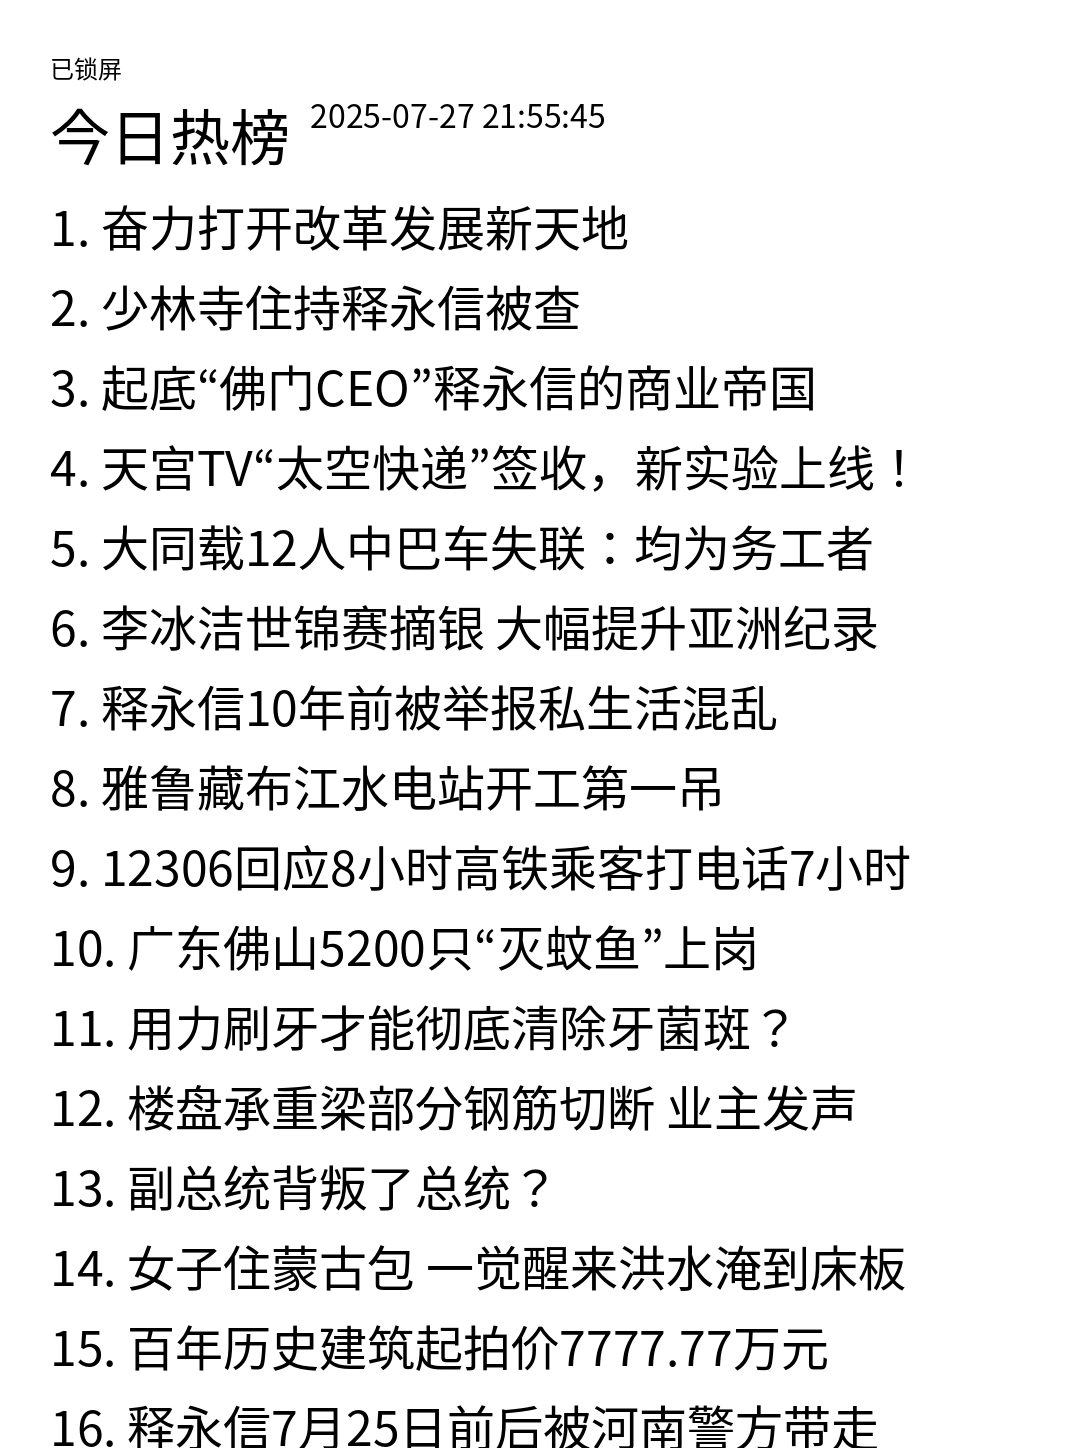 已锁屏
今日热榜 2025-07-27 21:55:45
1. 奋力打开改革发展新天地
2. 少林寺住持释永信被查
3. 起底“佛门CEO”释永信的商业帝国
4. 天宫TV“太空快递”签收，新实验上线！
5. 大同载12人中巴车失联：均为务工者
6. 李冰洁世锦赛摘银 大幅提升亚洲纪录
7. 释永信10年前被举报私生活混乱
8. 雅鲁藏布江水电站开工第一吊
9. 12306回应8小时高铁乘客打电话7小时
10. 广东佛山5200只“灭蚊鱼”上岗
11. 用力刷牙才能彻底清除牙菌斑？
12. 楼盘承重梁部分钢筋切断 业主发声
13. 副总统背叛了总统？
14. 女子住蒙古包 一觉醒来洪水淹到床板
15. 百年历史建筑起拍价7777.77万元
16. 释永信7月25日前后被河南警方带走